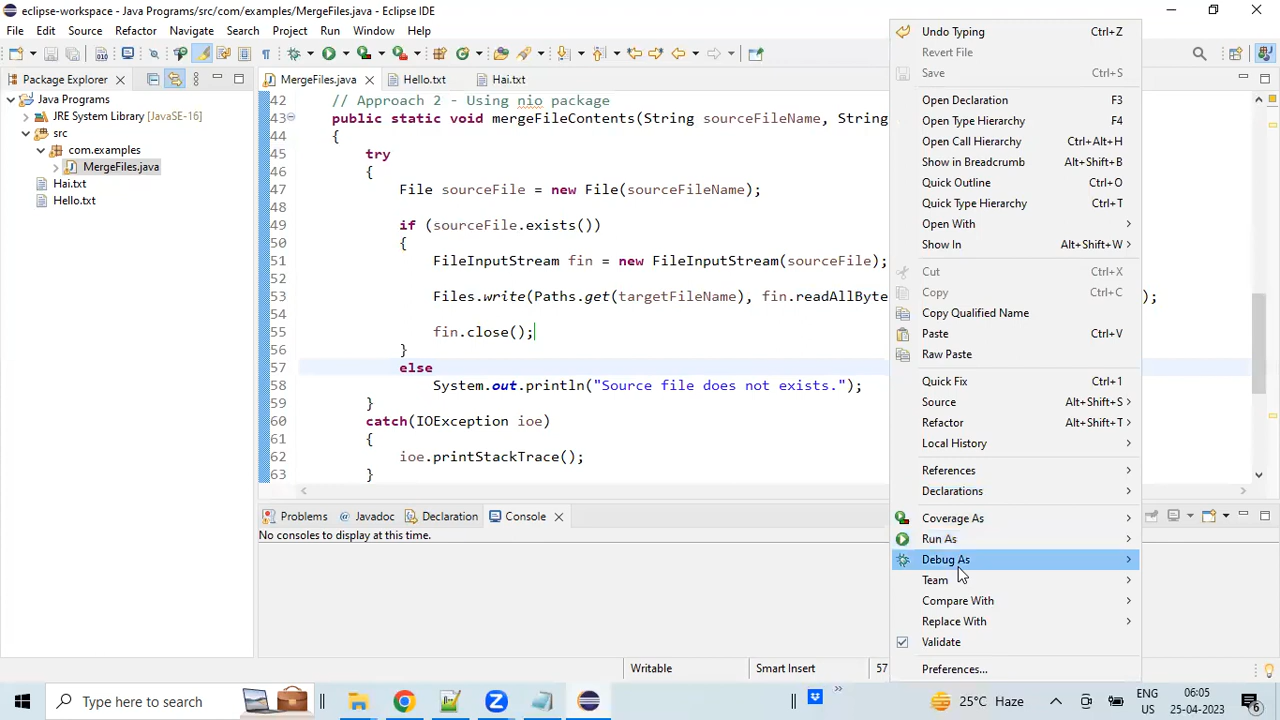 eclipse-workspace - Java Programs/src/com/examples/MergeFiles.java - Eclipse IDE
File Edit Source Refactor Navigate Search Project Run Window Help
Package Explorer
MergeFiles.java
Hello.txt
Hai.txt
Java Programs
JRE System Library [JavaSE-16]
src
com.examples
MergeFiles.java
Hai.txt
Hello.txt
42 // Approach 2 - Using nio package
43 public static void mergeFileContents(String sourceFileName, String
44 {
45 try
46 {
47 File sourceFile = new File(sourceFileName);
48
49 if (sourceFile.exists())
50 {
51 FileInputStream fin = new FileInputStream(sourceFile);
52
53 Files.write(Paths.get(targetFileName), fin.readAllByte );
54
55 fin.close();
56 }
57 else
58 System.out.println("Source file does not exists.");
59 }
60 catch(IOException ioe)
61 {
62 ioe.printStackTrace();
63 }
Problems @ Javadoc Declaration Console
No consoles to display at this time.
Writable Smart Insert 57
Undo Typing Ctrl+Z
Revert File
Save Ctrl+S
Open Declaration F3
Open Type Hierarchy F4
Open Call Hierarchy Ctrl+Alt+H
Show in Breadcrumb Alt+Shift+B
Quick Outline Ctrl+O
Quick Type Hierarchy Ctrl+T
Open With
Show In Alt+Shift+W
Cut Ctrl+X
Copy Ctrl+C
Copy Qualified Name
Paste Ctrl+V
Raw Paste
Quick Fix Ctrl+1
Source Alt+Shift+S
Refactor Alt+Shift+T
Local History
References
Declarations
Coverage As
Run As
Debug As
Team
Compare With
Replace With
Validate
Preferences...
Type here to search
25°C Haze
ENG
US
0:05
25-04-2023
6